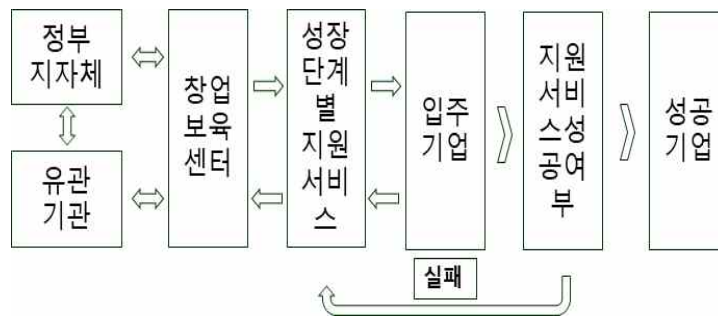 정부
지자체
유관
기관
창업
보육
센터
성장
단계
별
지원
서비
스
입주
기업
지원
서비
스성
공여
부
성공
기업
실패